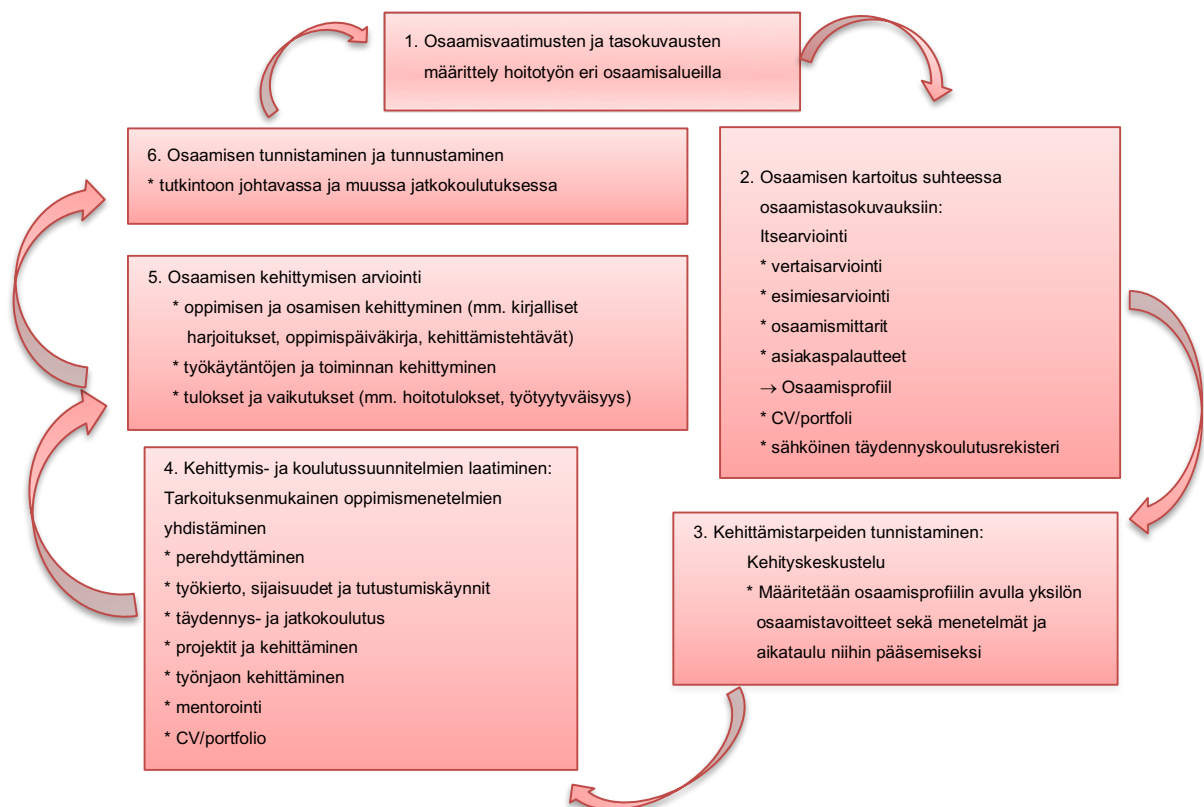 1. Osaamisvaatimusten ja tasokuvausten
määrittely hoitotyön eri osaamisalueilla
2. Osaamisen kartoitus suhteessa
osaamistasokuvauksiin:
Itsearviointi
* vertaisarviointi
* esimiesarviointi
* osaamismittarit
* asiakaspalautteet
→ Osaamisprofiil
* CV/portfoli
* sähköinen täydennyskoulutusrekisteri
3. Kehittämistarpeiden tunnistaminen:
Kehityskeskustelu
* Määritetään osaamisprofiilin avulla yksilön
osaamistavoitteet sekä menetelmät ja
aikataulu niihin pääsemiseksi
4. Kehittymis- ja koulutussuunnitelmien laatiminen:
Tarkoituksenmukainen oppimismenetelmien
yhdistäminen
* perehdyttäminen
* työkierto, sijaisuudet ja tutustumiskäynnit
* täydennys- ja jatkokoulutus
* projektit ja kehittäminen
* työnjaon kehittäminen
* mentorointi
* CV/portfolio
5. Osaamisen kehittymisen arviointi
* oppimisen ja osamisen kehittyminen (mm. kirjalliset
harjoitukset, oppimispäiväkirja, kehittämistehtävät)
* työkäytäntöjen ja toiminnan kehittyminen
* tulokset ja vaikutukset (mm. hoitotulokset, työtyytyväisyys)
6. Osaamisen tunnistaminen ja tunnustaminen
* tutkintoon johtavassa ja muussa jatkokoulutuksessa